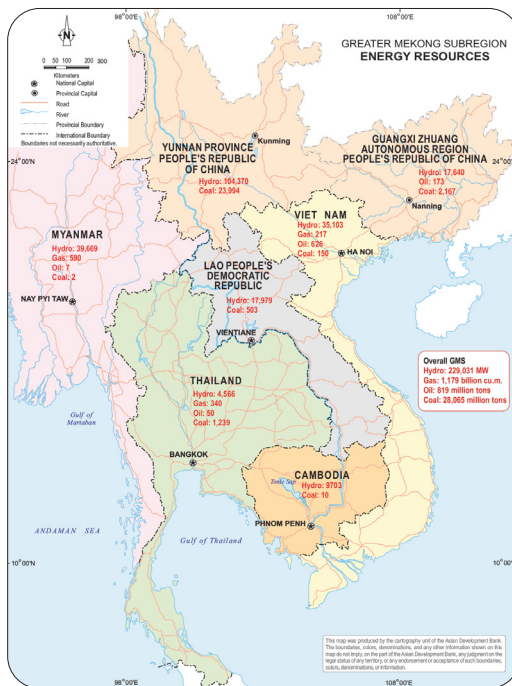 98°00'E
108°00'E
N
GREATER MEKONG SUBREGION
ENERGY RESOURCES
0 50 100 200 300
Kilometers
National Capital
Provincial Capital
Road
River
Provincial Boundary
International Boundary
Boundaries not necessarily authoritative.
24°00'N
24°00'N
YUNNAN PROVINCE
PEOPLE'S REPUBLIC
OF CHINA
Hydro: 104,370
Coal: 23,994
Kunming
GUANGXI ZHUANG
AUTONOMOUS REGION
PEOPLE'S REPUBLIC OF CHINA
Hydro: 17,640
Oil: 173
Coal: 2,167
Nanning
MYANMAR
Hydro: 39,669
Gas: 590
Oil: 7
Coal: 2
NAY PYI TAW
VIET NAM
Hydro: 35,103
Gas: 217
Oil: 626
Coal: 150
HA NOI
LAO PEOPLE'S
DEMOCRATIC
REPUBLIC
Hydro: 17,979
Coal: 503
VIENTIANE
Overall GMS
Hydro: 229,031 MW
Gas: 1,179 billion cu.m.
Oil: 819 million tons
Coal: 28,065 million tons
THAILAND
Hydro: 4,566
Gas: 340
Oil: 50
Coal: 1,239
BANGKOK
Gulf of
Martaban
CAMBODIA
Hydro: 9703
Coal: 10
Tonle Sap
PHNOM PENH
ANDAMAN SEA
Gulf of Thailand
10°00'N
10°00'N
This map was produced by the cartography unit of the Asian Development Bank.
The boundaries, colors, denominations, and any other information shown on this
map do not imply, on the part of the Asian Development Bank, any judgment on the
legal status of any territory, or any endorsement or acceptance of such boundaries,
colors, denominations, or information.
98°00'E
108°00'E